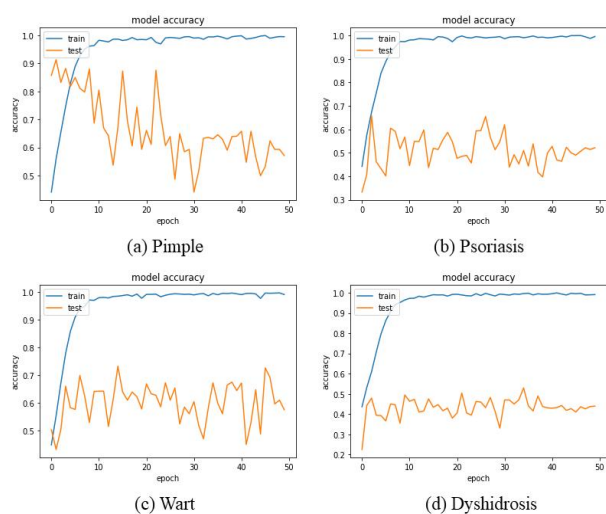 model accuracy
1.0
0.9
0.8
0.7
0.6
0.5
accuracy
train
test
0 10 20 30 40 50
epoch
(a) Pimple
model accuracy
1.0
0.9
0.8
0.7
0.6
0.5
0.4
0.3
accuracy
train
test
0 10 20 30 40 50
epoch
(b) Psoriasis
model accuracy
1.0
0.9
0.8
0.7
0.6
0.5
accuracy
train
test
0 10 20 30 40 50
epoch
(c) Wart
model accuracy
1.0
0.9
0.8
0.7
0.6
0.5
0.4
0.3
0.2
accuracy
train
test
0 10 20 30 40 50
epoch
(d) Dyshidrosis